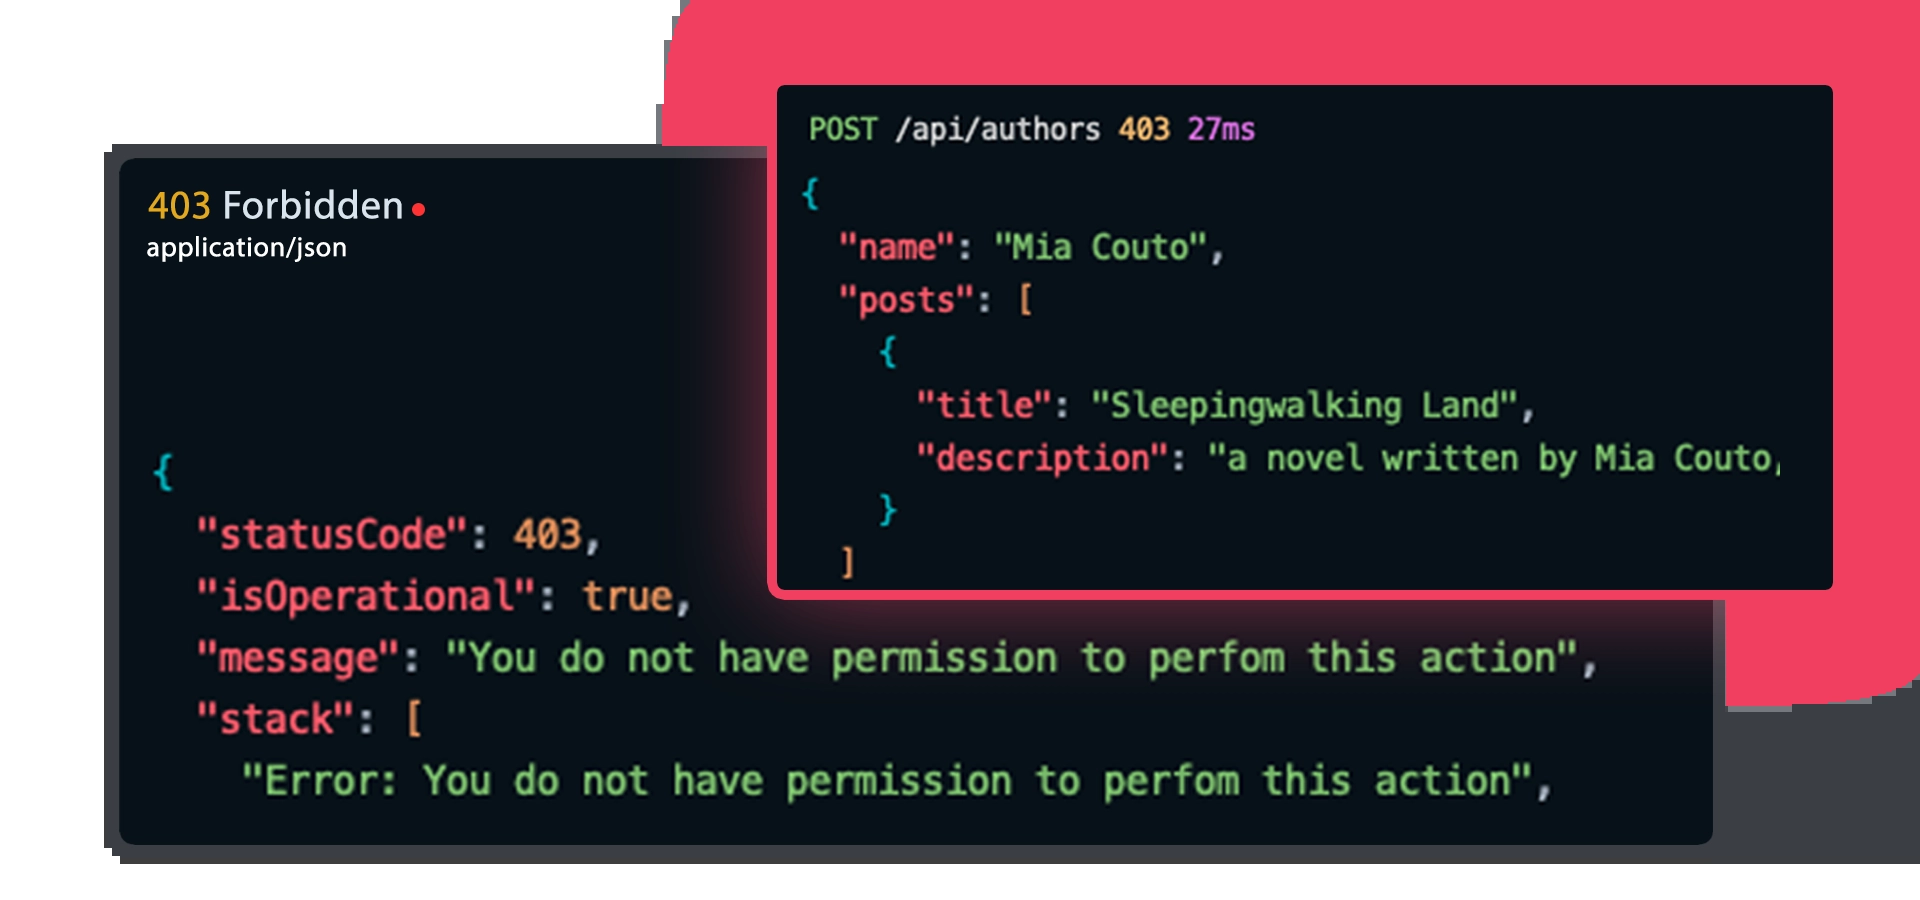 403 Forbidden
application/json
{
"statusCode": 403,
"isOperational": true,
"message": "You do not have permission to perfom this action",
"stack": [
"Error: You do not have permission to perfom this action",
POST /api/authors 403 27ms
{
"name": "Mia Couto",
"posts": [
{
"title": "Sleepingwalking Land",
"description": "a novel written by Mia Couto,
}
]